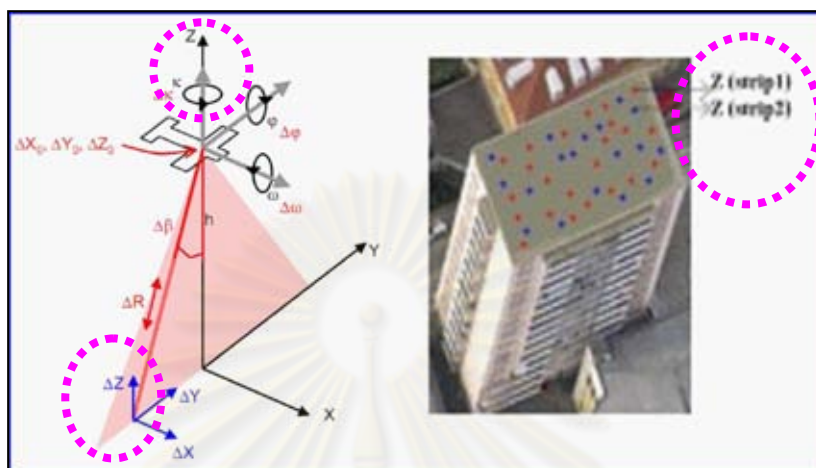 Z
κ
Δκ
φ
Δφ
ΔX₀, ΔY₀, ΔZ₀
ω
Δω
Δβ
h
Y
ΔR
ΔZ
ΔY
ΔX
X
Z (strip1)
Z (strip2)